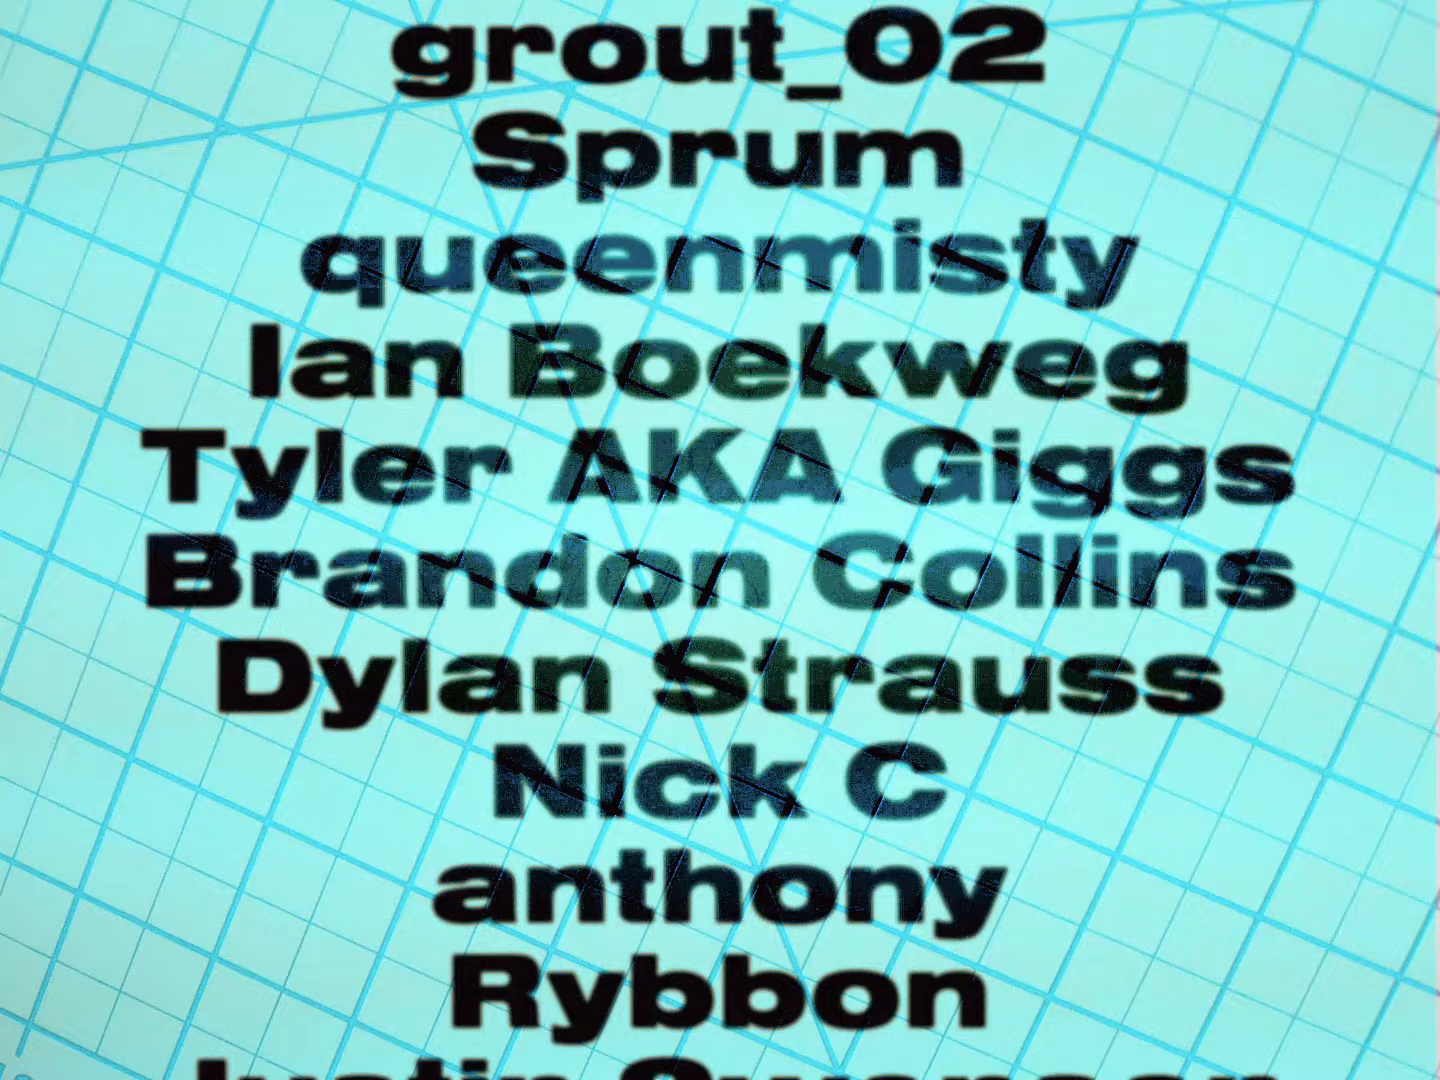 grout_02
Sprum
queenmisty
Ian Boekweg
Tyler AKA Giggs
Brandon Collins
Dylan Strauss
Nick C
anthony
Rybbon